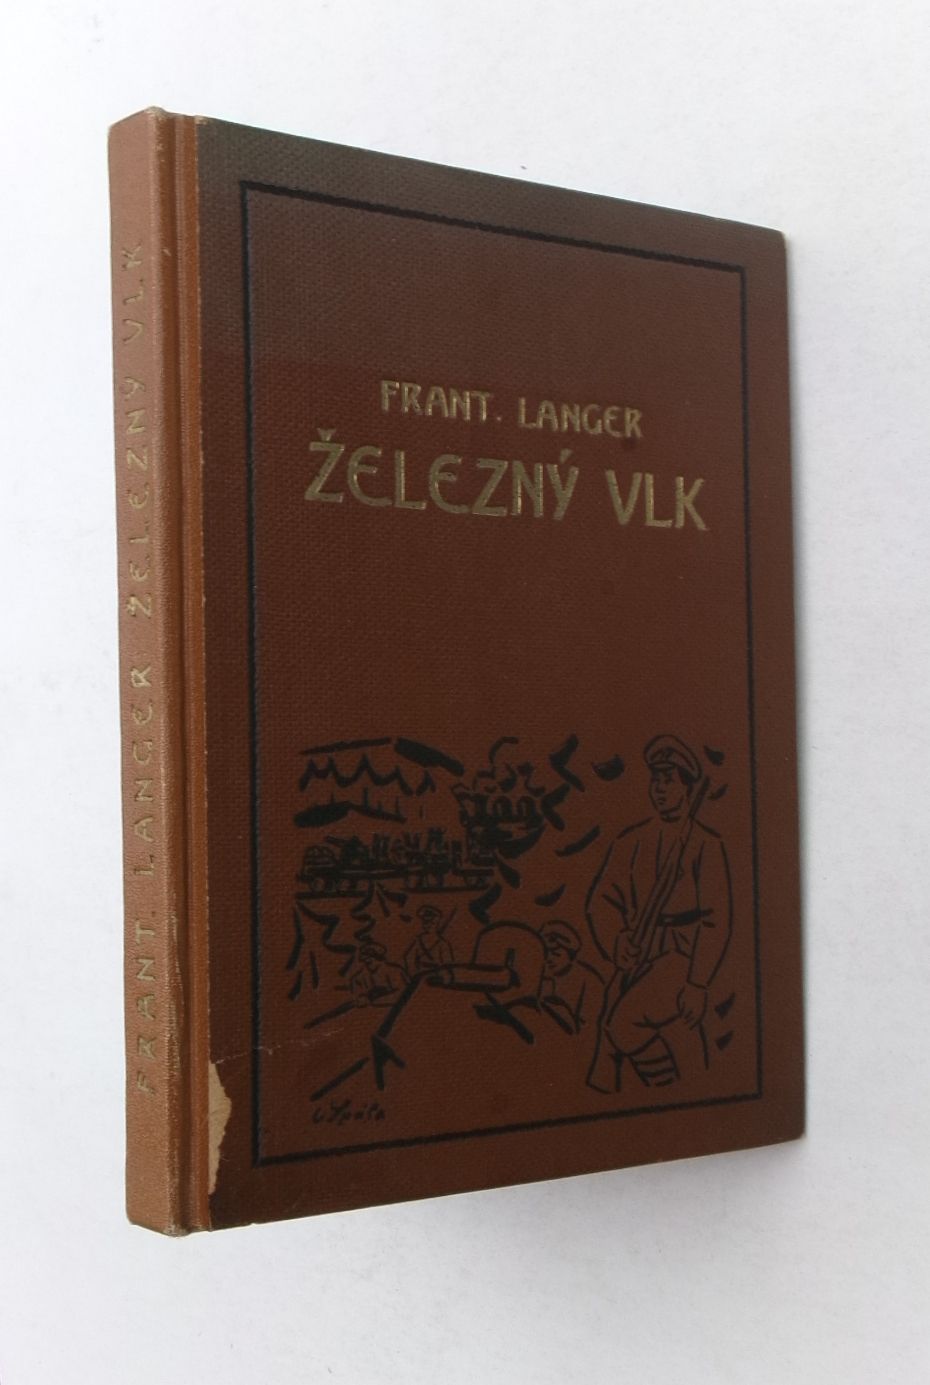 FRANT. LANGER
ŽELEZNÝ VLK
FRANT. LANGER ŽELEZNÝ VLK